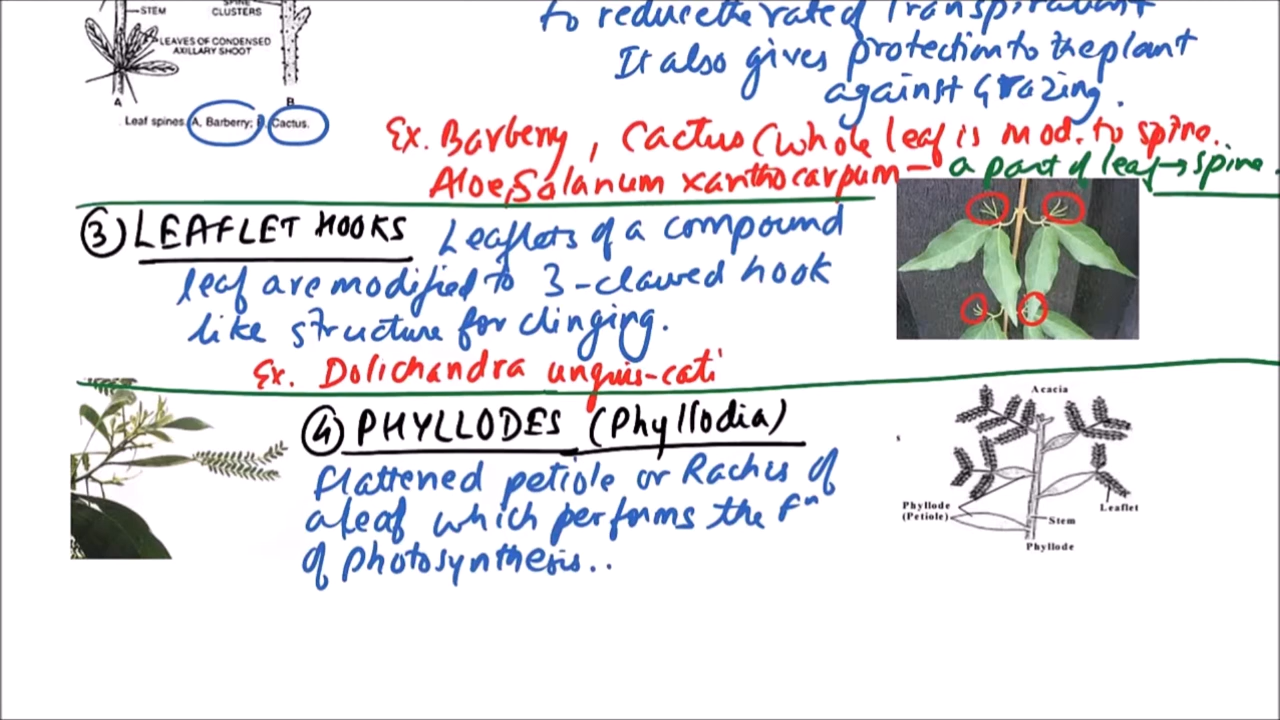 STEM
SPINE CLUSTERS
LEAVES OF CONDENSED
AXILLARY SHOOT
A
B
Leaf spines. A, Barberry; B, Cactus.
to reduce the rate of Transpiration
It also gives protection to the plant
against Grazing.
Ex. Barberry, Cactus (whole leaf is mod. to spine.
Aloe, Solanum xanthocarpum – a part of leaf → spine.
③ LEAFLET HOOKS Leaflets of a compound
leaf are modified to 3-clawed hook
like structure for clinging.
Ex. Dolichandra unguis-cati
④ PHYLLODES (Phyllodia)
Flattened petiole or Rachis of
a leaf which performs the Fⁿ
of photosynthesis..
Acacia
Phyllode
(Petiole)
Leaflet
Stem
Phyllode